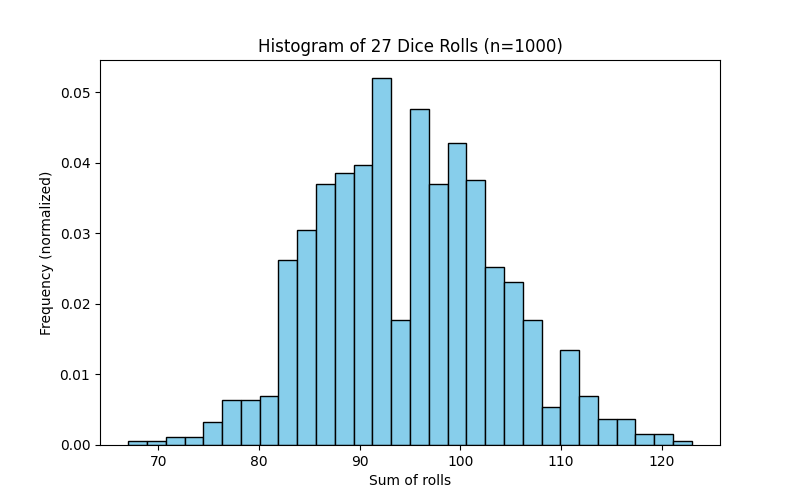 Histogram of 27 Dice Rolls (n=1000)
Frequency (normalized)
0.05
0.04
0.03
0.02
0.01
0.00
70 80 90 100 110 120
Sum of rolls